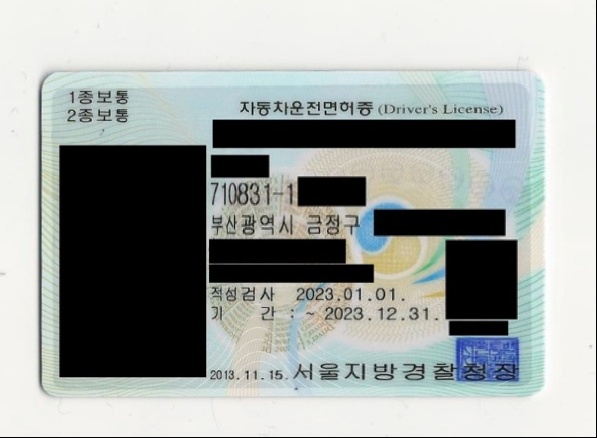 1종보통
2종보통
자동차운전면허증 (Driver's License)
710831-1
부산광역시 금정구
적성검사 2023.01.01.
기 간 : ~ 2023.12.31.
2013.11.15. 서울지방경찰청장